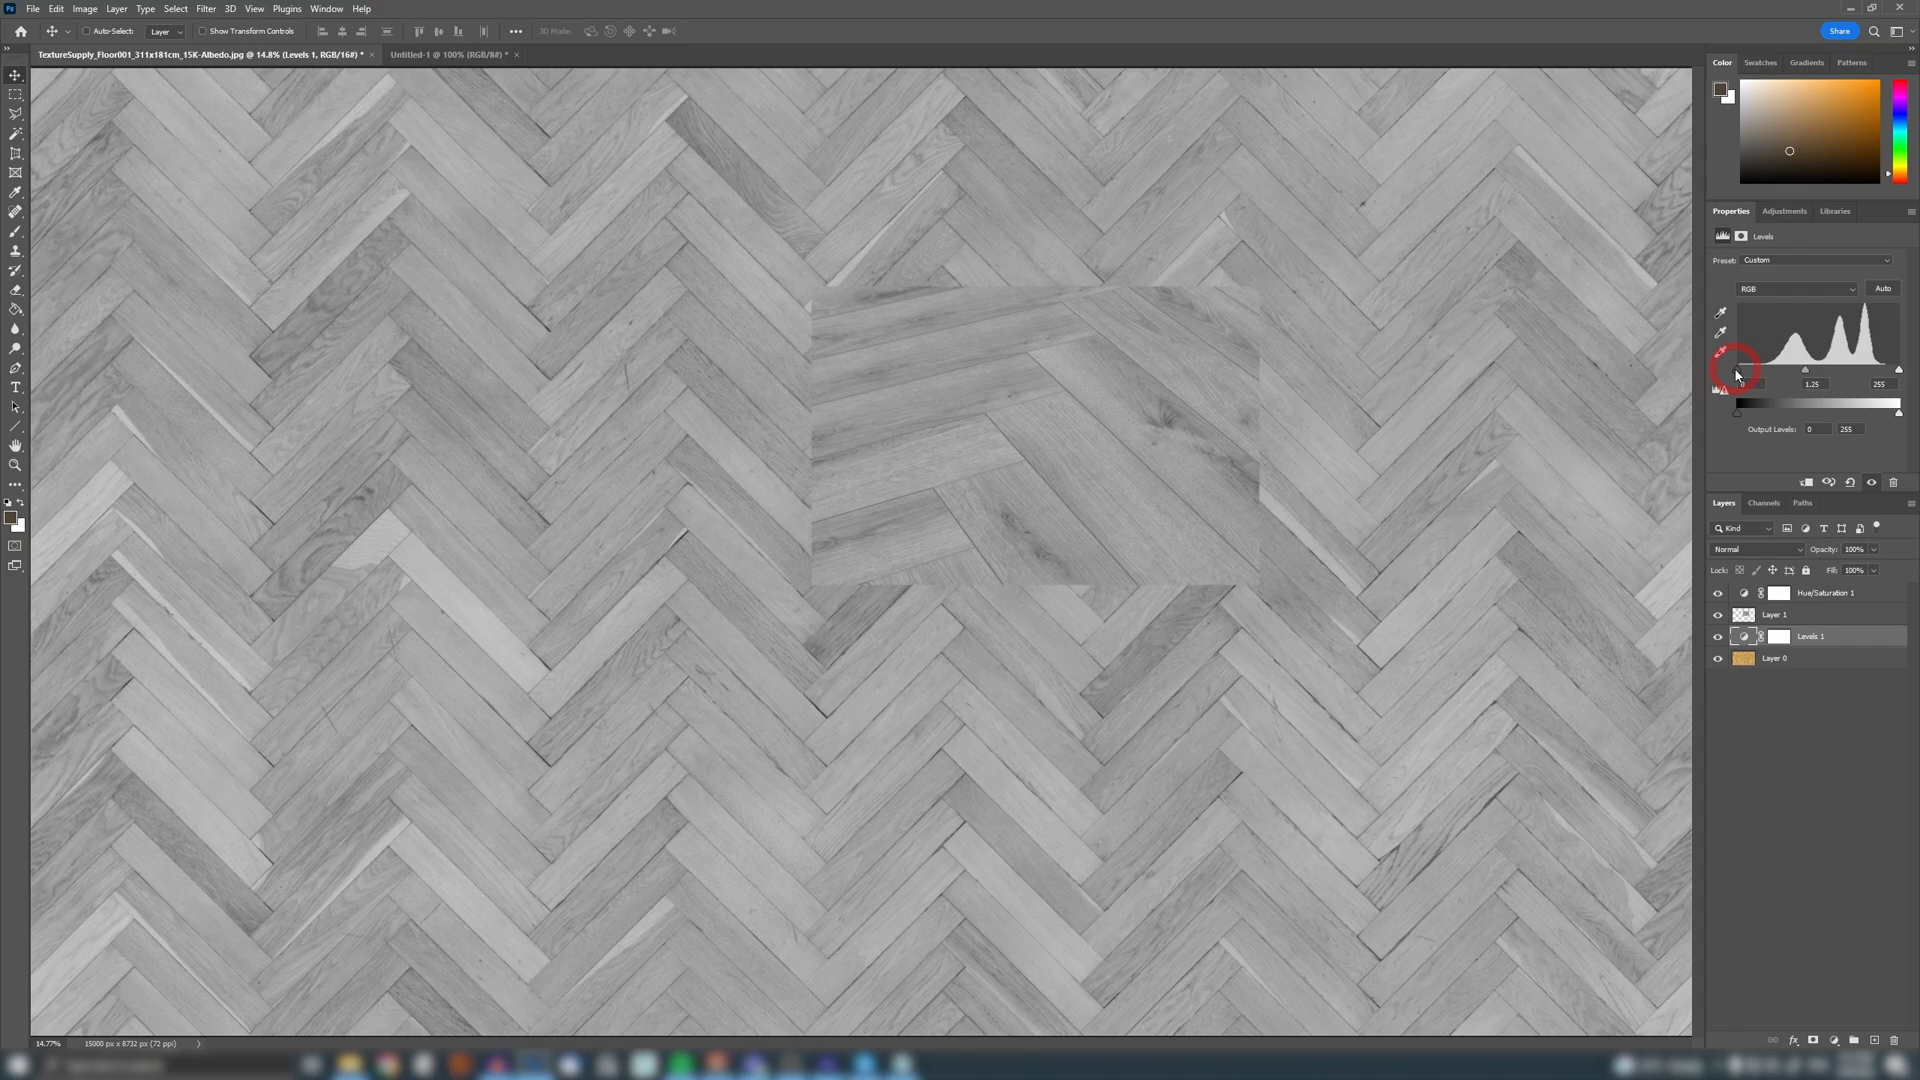 Ps File Edit Image Layer Type Select Filter 3D View Plugins Window Help
Auto-Select: Layer Show Transform Controls 3D Mode: Share
TextureSupply_Floor001_311x181cm_15K-Albedo.jpg @ 14.8% (Levels 1, RGB/16#) * × Untitled-1 @ 100% (RGB/8#) * ×
Color Swatches Gradients Patterns
Properties Adjustments Libraries
Levels
Preset: Custom
RGB Auto
0 1.25 255
Output Levels: 0 255
Layers Channels Paths
Kind
Normal Opacity: 100%
Lock: Fill: 100%
Hue/Saturation 1
Layer 1
Levels 1
Layer 0
14.77% 15000 px x 8732 px (72 ppi)